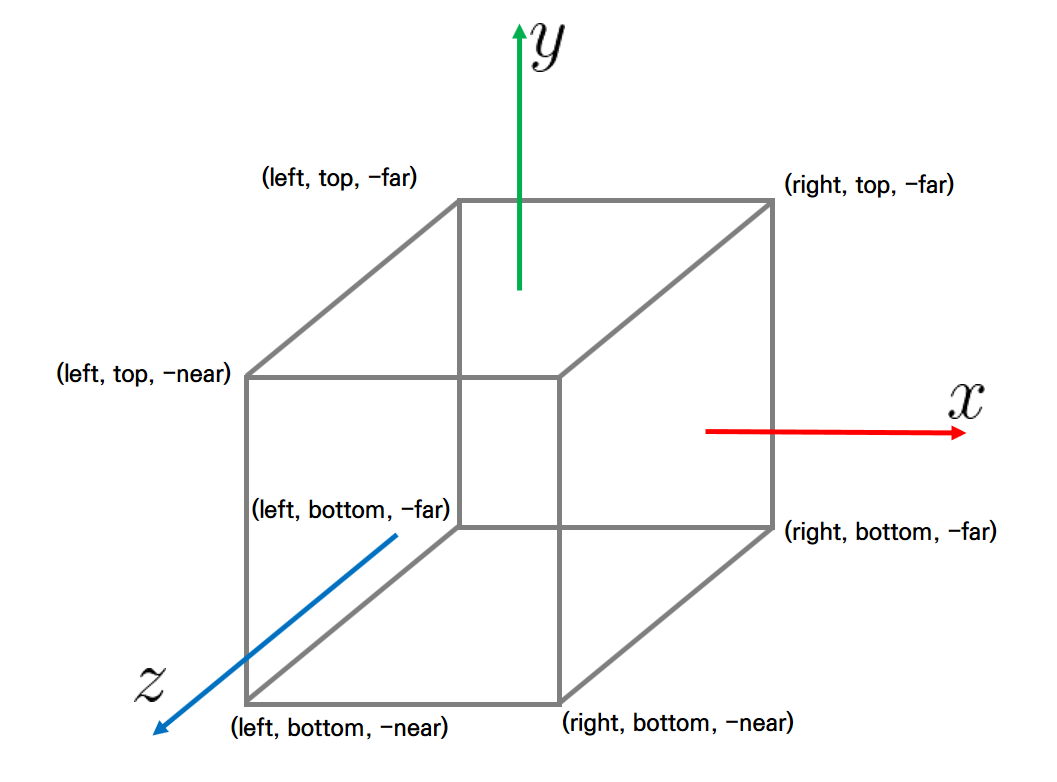 y
(left, top, −far)
(right, top, −far)
(left, top, −near)
x
(left, bottom, −far)
(right, bottom, −far)
z
(left, bottom, −near)
(right, bottom, −near)